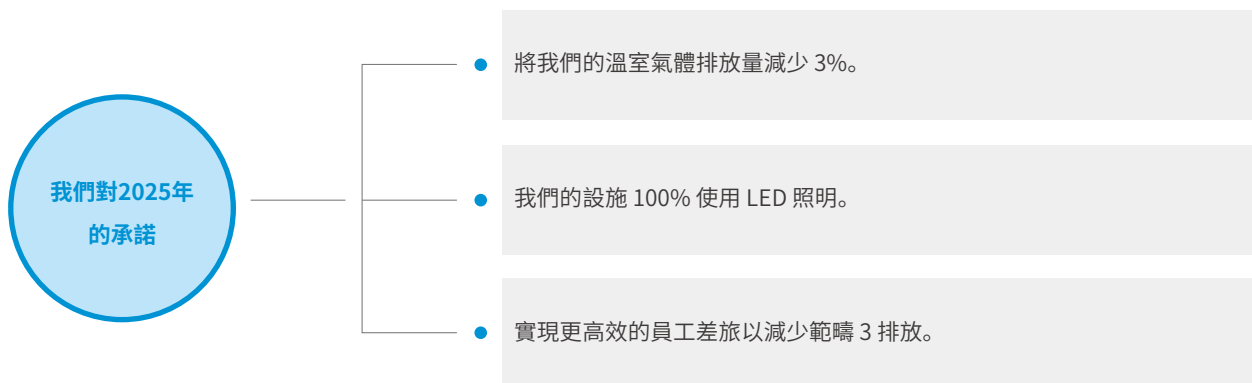 我們對2025年
的承諾
將我們的溫室氣體排放量減少 3%。
我們的設施 100% 使用 LED 照明。
實現更高效的員工差旅以減少範疇 3 排放。